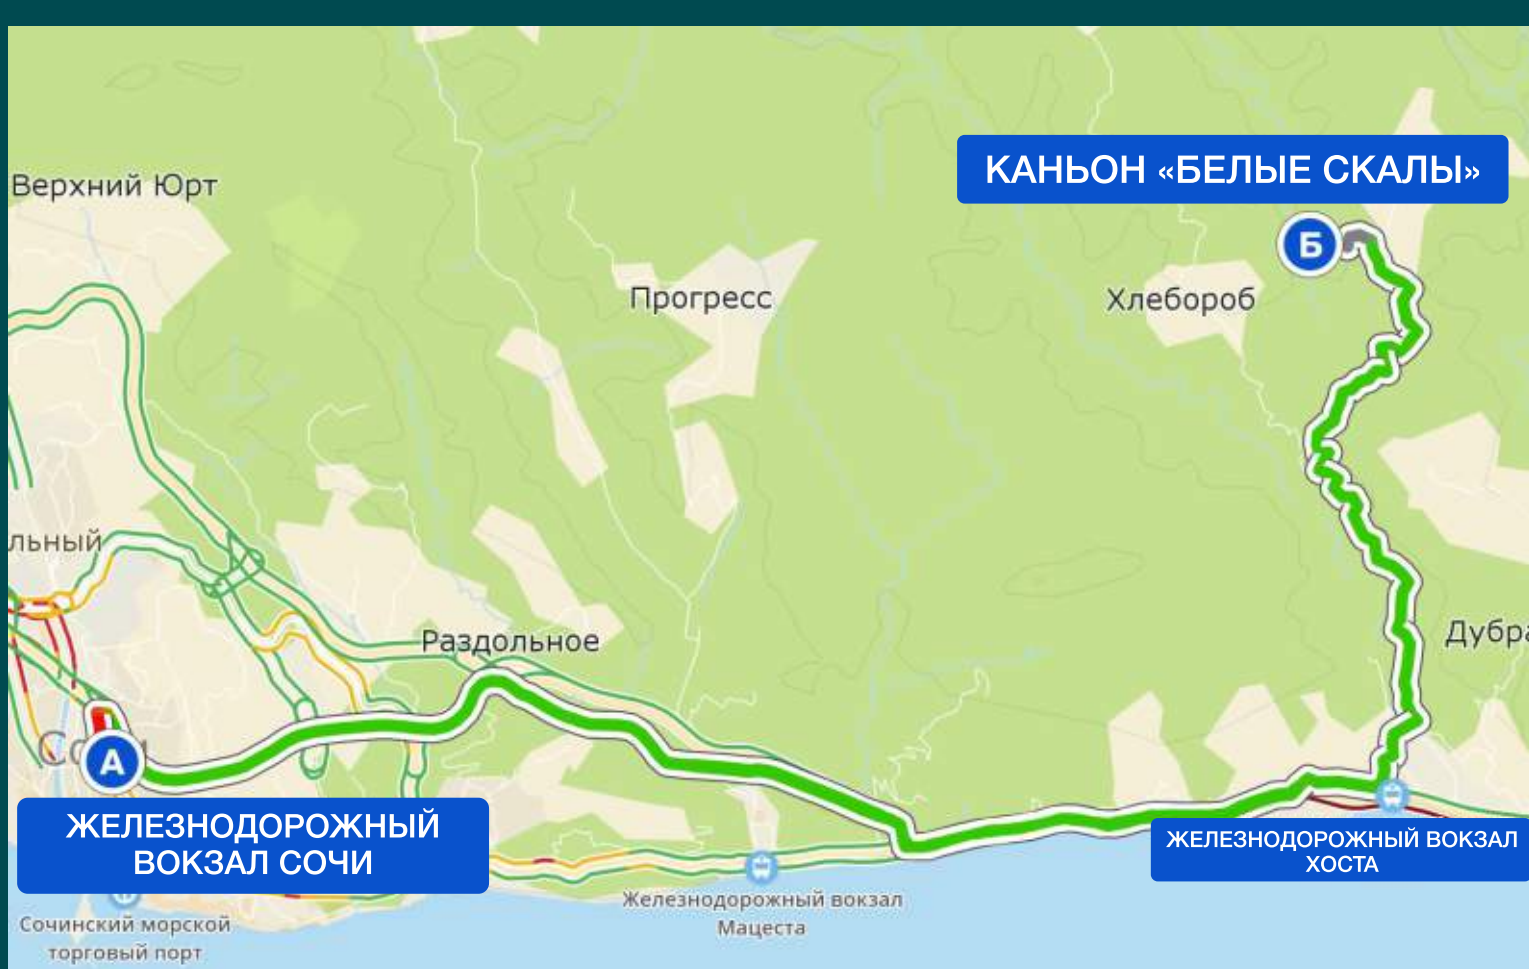 КАНЬОН «БЕЛЫЕ СКАЛЫ»
Верхний Юрт
Б
Прогресс
Хлебороб
льный
Дубра
Раздольное
А
ЖЕЛЕЗНОДОРОЖНЫЙ
ВОКЗАЛ СОЧИ
ЖЕЛЕЗНОДОРОЖНЫЙ ВОКЗАЛ
ХОСТА
Железнодорожный вокзал
Мацеста
Сочинский морской
торговый порт